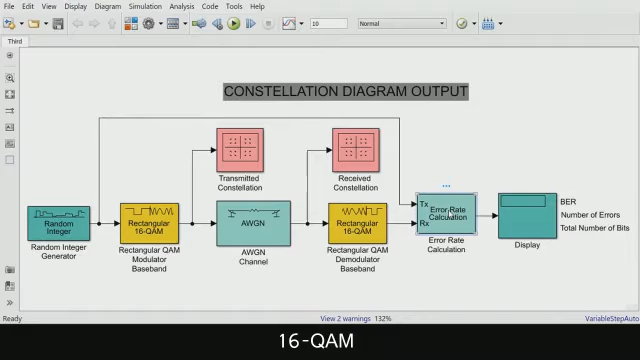 File Edit View Display Diagram Simulation Analysis Code Tools Help
10
Normal
Third
CONSTELLATION DIAGRAM OUTPUT
Transmitted
Constellation
Received
Constellation
Random
Integer
Random Integer
Generator
Rectangular
16-QAM
Rectangular QAM
Modulator
Baseband
AWGN
AWGN
Channel
Rectangular
16-QAM
Rectangular QAM
Demodulator
Baseband
Tx
Error Rate
Calculation
Rx
Error Rate
Calculation
Display
BER
Number of Errors
Total Number of Bits
Ready
View 2 warnings
132%
VariableStepAuto
16-QAM